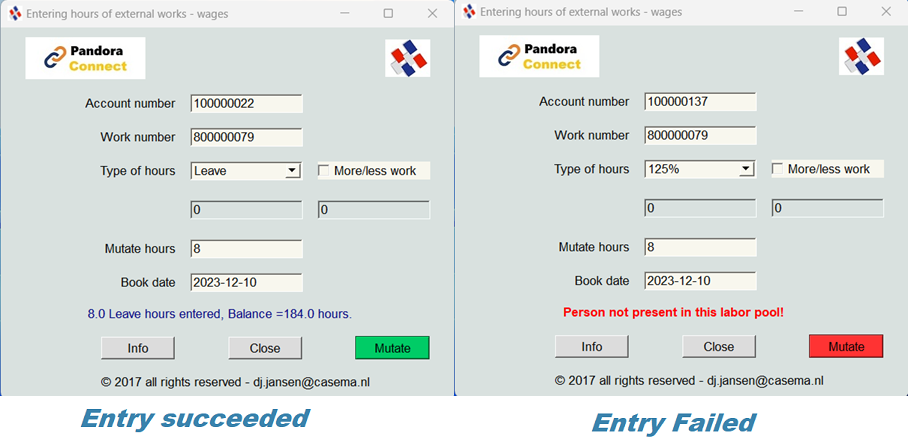 Entering hours of external works - wages
Pandora
Connect
Account number 100000022
Work number 800000079
Type of hours Leave More/less work
0 0
Mutate hours 8
Book date 2023-12-10
8.0 Leave hours entered, Balance =184.0 hours.
Info Close Mutate
© 2017 all rights reserved - dj.jansen@casema.nl
Entry succeeded
Entering hours of external works - wages
Pandora
Connect
Account number 100000137
Work number 800000079
Type of hours 125% More/less work
0 0
Mutate hours 8
Book date 2023-12-10
Person not present in this labor pool!
Info Close Mutate
© 2017 all rights reserved - dj.jansen@casema.nl
Entry Failed